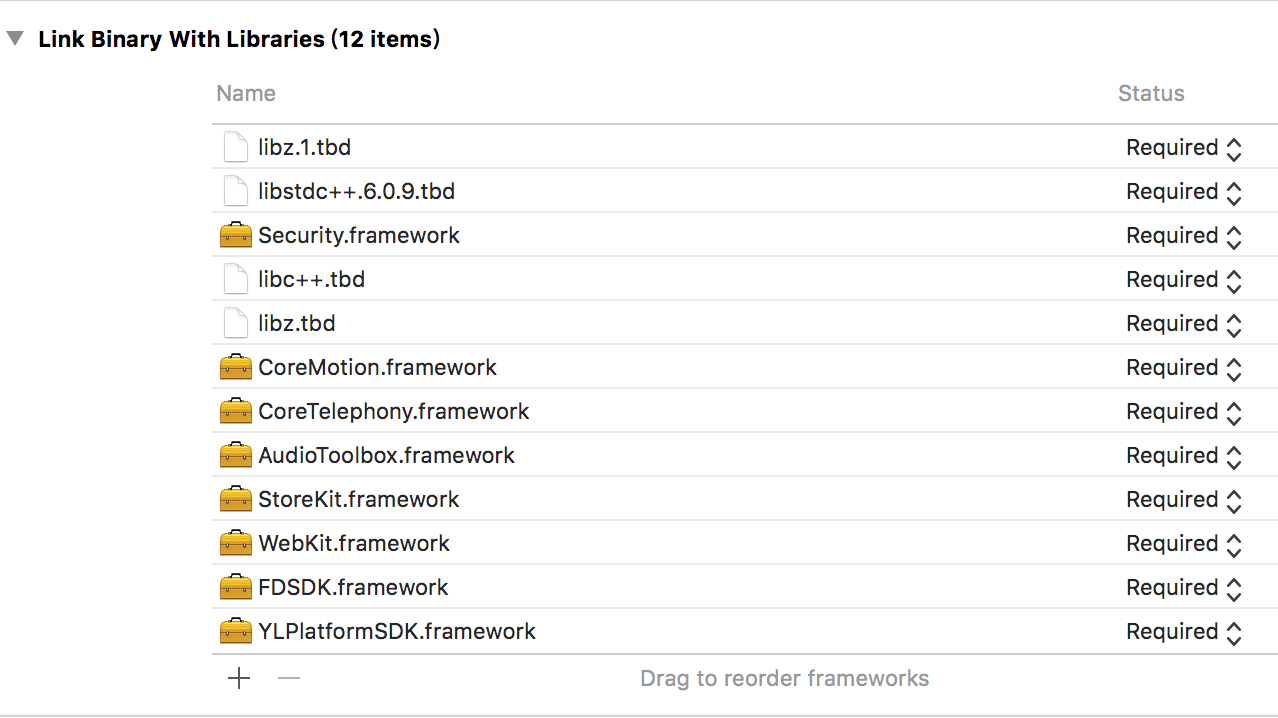 Link Binary With Libraries (12 items)
Name Status
libz.1.tbd Required
libstdc++.6.0.9.tbd Required
Security.framework Required
libc++.tbd Required
libz.tbd Required
CoreMotion.framework Required
CoreTelephony.framework Required
AudioToolbox.framework Required
StoreKit.framework Required
WebKit.framework Required
FDSDK.framework Required
YLPlatformSDK.framework Required
Drag to reorder frameworks